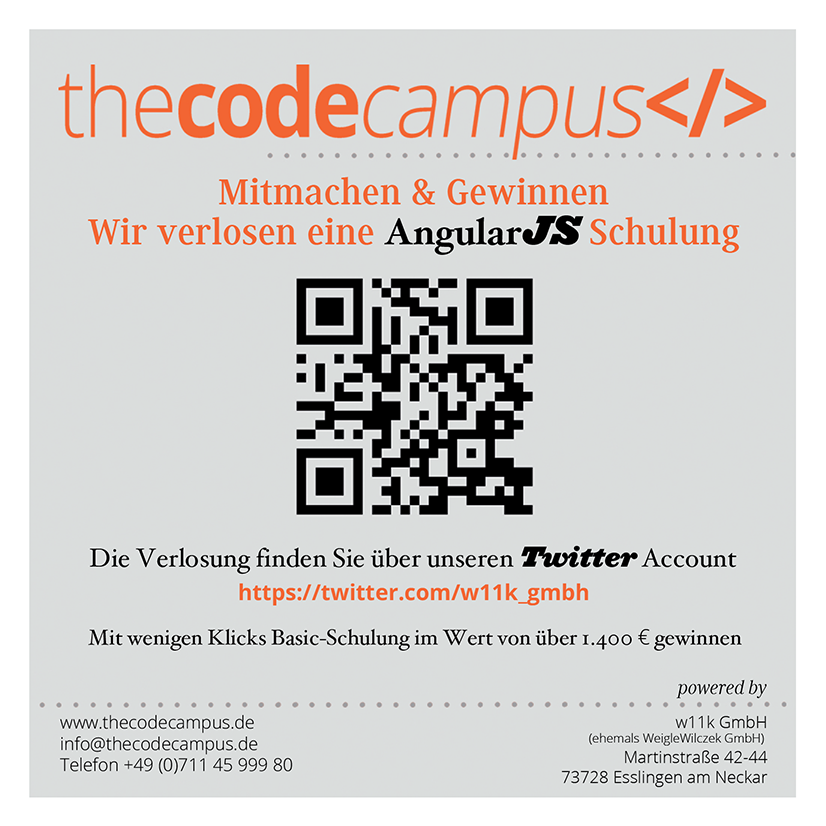 thecodecampus</>
Mitmachen & Gewinnen
Wir verlosen eine AngularJS Schulung
Die Verlosung finden Sie über unseren Twitter Account
https://twitter.com/w11k_gmbh
Mit wenigen Klicks Basic-Schulung im Wert von über 1.400 € gewinnen
powered by
www.thecodecampus.de
info@thecodecampus.de
Telefon +49 (0)711 45 999 80
w11k GmbH
(ehemals WeigleWilczek GmbH)
Martinstraße 42-44
73728 Esslingen am Neckar